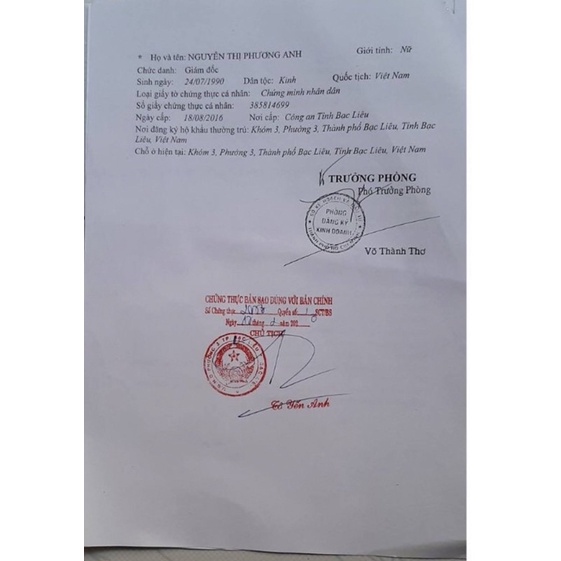 * Họ và tên: NGUYỄN THỊ PHƯƠNG ANH Giới tính: Nữ
Chức danh: Giám đốc
Sinh ngày: 24/07/1990 Dân tộc: Kinh Quốc tịch: Việt Nam
Loại giấy tờ chứng thực cá nhân: Chứng minh nhân dân
Số giấy chứng thực cá nhân: 385814699
Ngày cấp: 18/08/2016 Nơi cấp: Công an Tỉnh Bạc Liêu
Nơi đăng ký hộ khẩu thường trú: Khóm 3, Phường 3, Thành phố Bạc Liêu, Tỉnh Bạc
Liêu, Việt Nam
Chỗ ở hiện tại: Khóm 3, Phường 3, Thành phố Bạc Liêu, Tỉnh Bạc Liêu, Việt Nam
TRƯỞNG PHÒNG
Phó Trưởng Phòng
PHÒNG
ĐĂNG KÝ
KINH DOANH
Võ Thành Thơ
CHỨNG THỰC BẢN SAO ĐÚNG VỚI BẢN CHÍNH
Số Chứng thực Quyển số SCT/BS
Ngày tháng 2 năm 202
CHỦ TỊCH
Tô Yến Anh